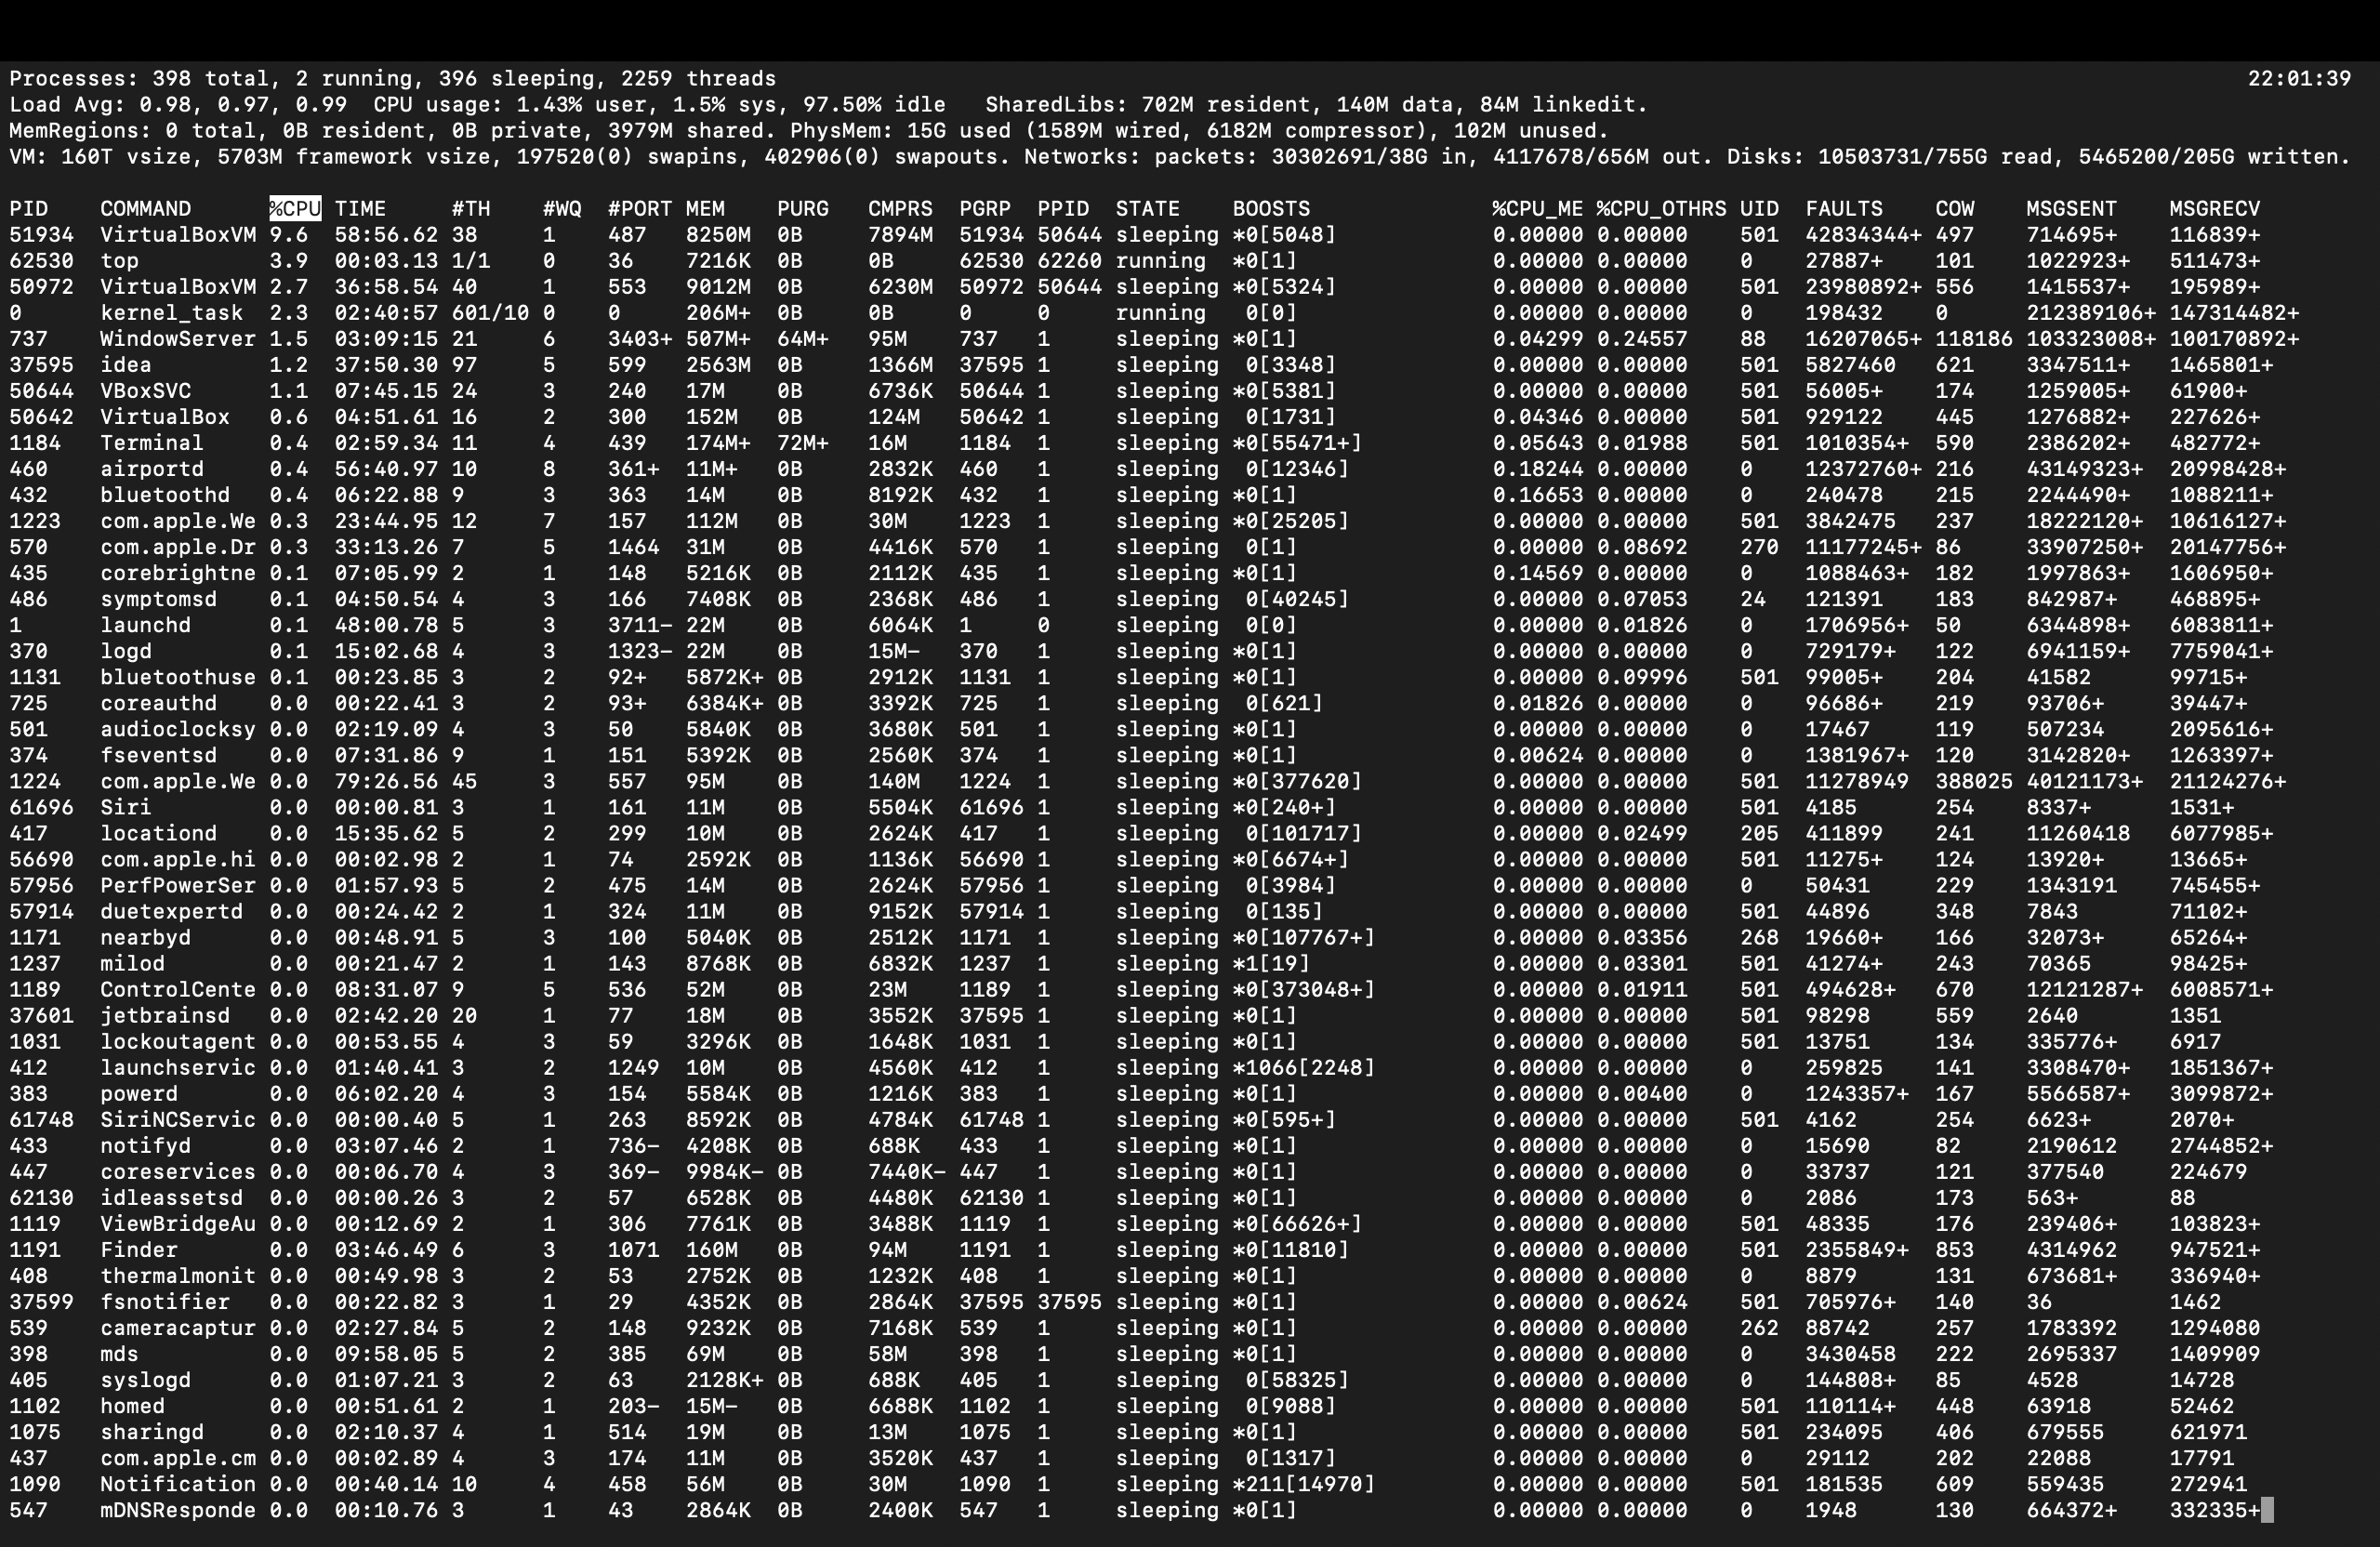 Processes: 398 total, 2 running, 396 sleeping, 2259 threads 22:01:39
Load Avg: 0.98, 0.97, 0.99  CPU usage: 1.43% user, 1.5% sys, 97.50% idle   SharedLibs: 702M resident, 140M data, 84M linkedit.
MemRegions: 0 total, 0B resident, 0B private, 3979M shared. PhysMem: 15G used (1589M wired, 6182M compressor), 102M unused.
VM: 160T vsize, 5703M framework vsize, 197520(0) swapins, 402906(0) swapouts. Networks: packets: 30302691/38G in, 4117678/656M out. Disks: 10503731/755G read, 5465200/205G written.
PID COMMAND %CPU TIME #TH #WQ #PORT MEM PURG CMPRS PGRP PPID STATE BOOSTS %CPU_ME %CPU_OTHRS UID FAULTS COW MSGSENT MSGRECV
51934 VirtualBoxVM 9.6 58:56.62 38 1 487 8250M 0B 7894M 51934 50644 sleeping *0[5048] 0.00000 0.00000 501 42834344+ 497 714695+ 116839+
62530 top 3.9 00:03.13 1/1 0 36 7216K 0B 0B 62530 62260 running *0[1] 0.00000 0.00000 0 27887+ 101 1022923+ 511473+
50972 VirtualBoxVM 2.7 36:58.54 40 1 553 9012M 0B 6230M 50972 50644 sleeping *0[5324] 0.00000 0.00000 501 23980892+ 556 1415537+ 195989+
0 kernel_task 2.3 02:40:57 601/10 0 0 206M+ 0B 0B 0 0 running 0[0] 0.00000 0.00000 0 198432 0 212389106+ 147314482+
737 WindowServer 1.5 03:09:15 21 6 3403+ 507M+ 64M+ 95M 737 1 sleeping *0[1] 0.04299 0.24557 88 16207065+ 118186 103323008+ 100170892+
37595 idea 1.2 37:50.30 97 5 599 2563M 0B 1366M 37595 1 sleeping 0[3348] 0.00000 0.00000 501 5827460 621 3347511+ 1465801+
50644 VBoxSVC 1.1 07:45.15 24 3 240 17M 0B 6736K 50644 1 sleeping *0[5381] 0.00000 0.00000 501 56005+ 174 1259005+ 61900+
50642 VirtualBox 0.6 04:51.61 16 2 300 152M 0B 124M 50642 1 sleeping 0[1731] 0.04346 0.00000 501 929122 445 1276882+ 227626+
1184 Terminal 0.4 02:59.34 11 4 439 174M+ 72M+ 16M 1184 1 sleeping *0[55471+] 0.05643 0.01988 501 1010354+ 590 2386202+ 482772+
460 airportd 0.4 56:40.97 10 8 361+ 11M+ 0B 2832K 460 1 sleeping 0[12346] 0.18244 0.00000 0 12372760+ 216 43149323+ 20998428+
432 bluetoothd 0.4 06:22.88 9 3 363 14M 0B 8192K 432 1 sleeping *0[1] 0.16653 0.00000 0 240478 215 2244490+ 1088211+
1223 com.apple.We 0.3 23:44.95 12 7 157 112M 0B 30M 1223 1 sleeping *0[25205] 0.00000 0.00000 501 3842475 237 18222120+ 10616127+
570 com.apple.Dr 0.3 33:13.26 7 5 1464 31M 0B 4416K 570 1 sleeping 0[1] 0.00000 0.08692 270 11177245+ 86 33907250+ 20147756+
435 corebrightne 0.1 07:05.99 2 1 148 5216K 0B 2112K 435 1 sleeping *0[1] 0.14569 0.00000 0 1088463+ 182 1997863+ 1606950+
486 symptomsd 0.1 04:50.54 4 3 166 7408K 0B 2368K 486 1 sleeping 0[40245] 0.00000 0.07053 24 121391 183 842987+ 468895+
1 launchd 0.1 48:00.78 5 3 3711- 22M 0B 6064K 1 0 sleeping 0[0] 0.00000 0.01826 0 1706956+ 50 6344898+ 6083811+
370 logd 0.1 15:02.68 4 3 1323- 22M 0B 15M- 370 1 sleeping *0[1] 0.00000 0.00000 0 729179+ 122 6941159+ 7759041+
1131 bluetoothuse 0.1 00:23.85 3 2 92+ 5872K+ 0B 2912K 1131 1 sleeping *0[1] 0.00000 0.09996 501 99005+ 204 41582 99715+
725 coreauthd 0.0 00:22.41 3 2 93+ 6384K+ 0B 3392K 725 1 sleeping 0[621] 0.01826 0.00000 0 96686+ 219 93706+ 39447+
501 audioclocksy 0.0 02:19.09 4 3 50 5840K 0B 3680K 501 1 sleeping *0[1] 0.00000 0.00000 0 17467 119 507234 2095616+
374 fseventsd 0.0 07:31.86 9 1 151 5392K 0B 2560K 374 1 sleeping *0[1] 0.00624 0.00000 0 1381967+ 120 3142820+ 1263397+
1224 com.apple.We 0.0 79:26.56 45 3 557 95M 0B 140M 1224 1 sleeping *0[377620] 0.00000 0.00000 501 11278949 388025 40121173+ 21124276+
61696 Siri 0.0 00:00.81 3 1 161 11M 0B 5504K 61696 1 sleeping *0[240+] 0.00000 0.00000 501 4185 254 8337+ 1531+
417 locationd 0.0 15:35.62 5 2 299 10M 0B 2624K 417 1 sleeping 0[101717] 0.00000 0.02499 205 411899 241 11260418 6077985+
56690 com.apple.hi 0.0 00:02.98 2 1 74 2592K 0B 1136K 56690 1 sleeping *0[6674+] 0.00000 0.00000 501 11275+ 124 13920+ 13665+
57956 PerfPowerSer 0.0 01:57.93 5 2 475 14M 0B 2624K 57956 1 sleeping 0[3984] 0.00000 0.00000 0 50431 229 1343191 745455+
57914 duetexpertd 0.0 00:24.42 2 1 324 11M 0B 9152K 57914 1 sleeping 0[135] 0.00000 0.00000 501 44896 348 7843 71102+
1171 nearbyd 0.0 00:48.91 5 3 100 5040K 0B 2512K 1171 1 sleeping *0[107767+] 0.00000 0.03356 268 19660+ 166 32073+ 65264+
1237 milod 0.0 00:21.47 2 1 143 8768K 0B 6832K 1237 1 sleeping *1[19] 0.00000 0.03301 501 41274+ 243 70365 98425+
1189 ControlCente 0.0 08:31.07 9 5 536 52M 0B 23M 1189 1 sleeping *0[373048+] 0.00000 0.01911 501 494628+ 670 12121287+ 6008571+
37601 jetbrainsd 0.0 02:42.20 20 1 77 18M 0B 3552K 37595 1 sleeping *0[1] 0.00000 0.00000 501 98298 559 2640 1351
1031 lockoutagent 0.0 00:53.55 4 3 59 3296K 0B 1648K 1031 1 sleeping *0[1] 0.00000 0.00000 501 13751 134 335776+ 6917
412 launchservic 0.0 01:40.41 3 2 1249 10M 0B 4560K 412 1 sleeping *1066[2248] 0.00000 0.00000 0 259825 141 3308470+ 1851367+
383 powerd 0.0 06:02.20 4 3 154 5584K 0B 1216K 383 1 sleeping *0[1] 0.00000 0.00400 0 1243357+ 167 5566587+ 3099872+
61748 SiriNCServic 0.0 00:00.40 5 1 263 8592K 0B 4784K 61748 1 sleeping *0[595+] 0.00000 0.00000 501 4162 254 6623+ 2070+
433 notifyd 0.0 03:07.46 2 1 736- 4208K 0B 688K 433 1 sleeping *0[1] 0.00000 0.00000 0 15690 82 2190612 2744852+
447 coreservices 0.0 00:06.70 4 3 369- 9984K- 0B 7440K- 447 1 sleeping *0[1] 0.00000 0.00000 0 33737 121 377540 224679
62130 idleassetsd 0.0 00:00.26 3 2 57 6528K 0B 4480K 62130 1 sleeping *0[1] 0.00000 0.00000 0 2086 173 563+ 88
1119 ViewBridgeAu 0.0 00:12.69 2 1 306 7761K 0B 3488K 1119 1 sleeping *0[66626+] 0.00000 0.00000 501 48335 176 239406+ 103823+
1191 Finder 0.0 03:46.49 6 3 1071 160M 0B 94M 1191 1 sleeping *0[11810] 0.00000 0.00000 501 2355849+ 853 4314962 947521+
408 thermalmonit 0.0 00:49.98 3 2 53 2752K 0B 1232K 408 1 sleeping *0[1] 0.00000 0.00000 0 8879 131 673681+ 336940+
37599 fsnotifier 0.0 00:22.82 3 1 29 4352K 0B 2864K 37595 37595 sleeping *0[1] 0.00000 0.00624 501 705976+ 140 36 1462
539 cameracaptur 0.0 02:27.84 5 2 148 9232K 0B 7168K 539 1 sleeping *0[1] 0.00000 0.00000 262 88742 257 1783392 1294080
398 mds 0.0 09:58.05 5 2 385 69M 0B 58M 398 1 sleeping *0[1] 0.00000 0.00000 0 3430458 222 2695337 1409909
405 syslogd 0.0 01:07.21 3 2 63 2128K+ 0B 688K 405 1 sleeping 0[58325] 0.00000 0.00000 0 144808+ 85 4528 14728
1102 homed 0.0 00:51.61 2 1 203- 15M- 0B 6688K 1102 1 sleeping 0[9088] 0.00000 0.00000 501 110114+ 448 63918 52462
1075 sharingd 0.0 02:10.37 4 1 514 19M 0B 13M 1075 1 sleeping *0[1] 0.00000 0.00000 501 234095 406 679555 621971
437 com.apple.cm 0.0 00:02.89 4 3 174 11M 0B 3520K 437 1 sleeping 0[1317] 0.00000 0.00000 0 29112 202 22088 17791
1090 Notification 0.0 00:40.14 10 4 458 56M 0B 30M 1090 1 sleeping *211[14970] 0.00000 0.00000 501 181535 609 559435 272941
547 mDNSResponde 0.0 00:10.76 3 1 43 2864K 0B 2400K 547 1 sleeping *0[1] 0.00000 0.00000 0 1948 130 664372+ 332335+